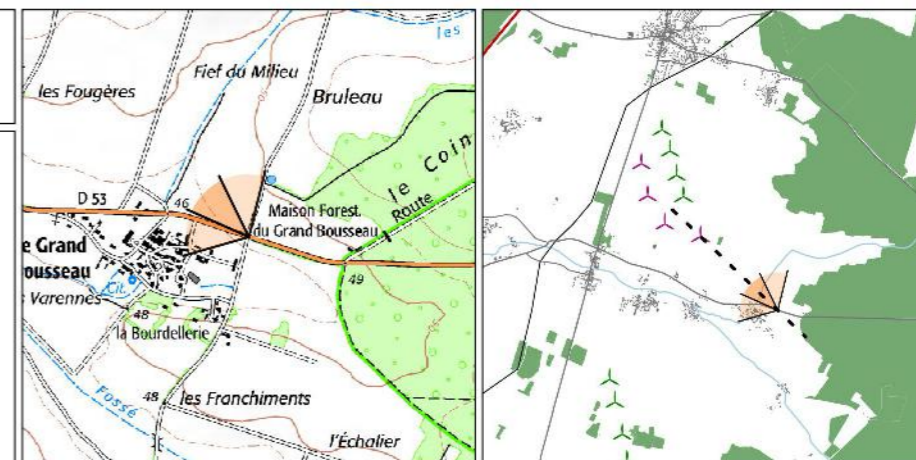 les
Fief du Milieu
les Fougères
Bruleau
le Coin
D 53
46
Maison Forest.
du Grand Bousseau
Route
e Grand
ousseau
49
Cit.
s Varennes
48
la Bourdellerie
48
les Franchiments
Fossé
l'Échalier